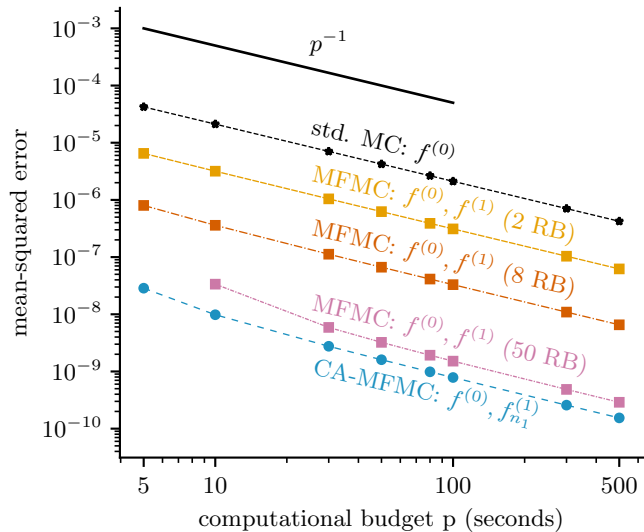 mean-squared error
10⁻³
10⁻⁴
10⁻⁵
10⁻⁶
10⁻⁷
10⁻⁸
10⁻⁹
10⁻¹⁰
p⁻¹
std. MC: f⁽⁰⁾
MFMC: f⁽⁰⁾, f⁽¹⁾ (2 RB)
MFMC: f⁽⁰⁾, f⁽¹⁾ (8 RB)
MFMC: f⁽⁰⁾, f⁽¹⁾ (50 RB)
CA-MFMC: f⁽⁰⁾, f_{n₁}⁽¹⁾
5 10 100 500
computational budget p (seconds)